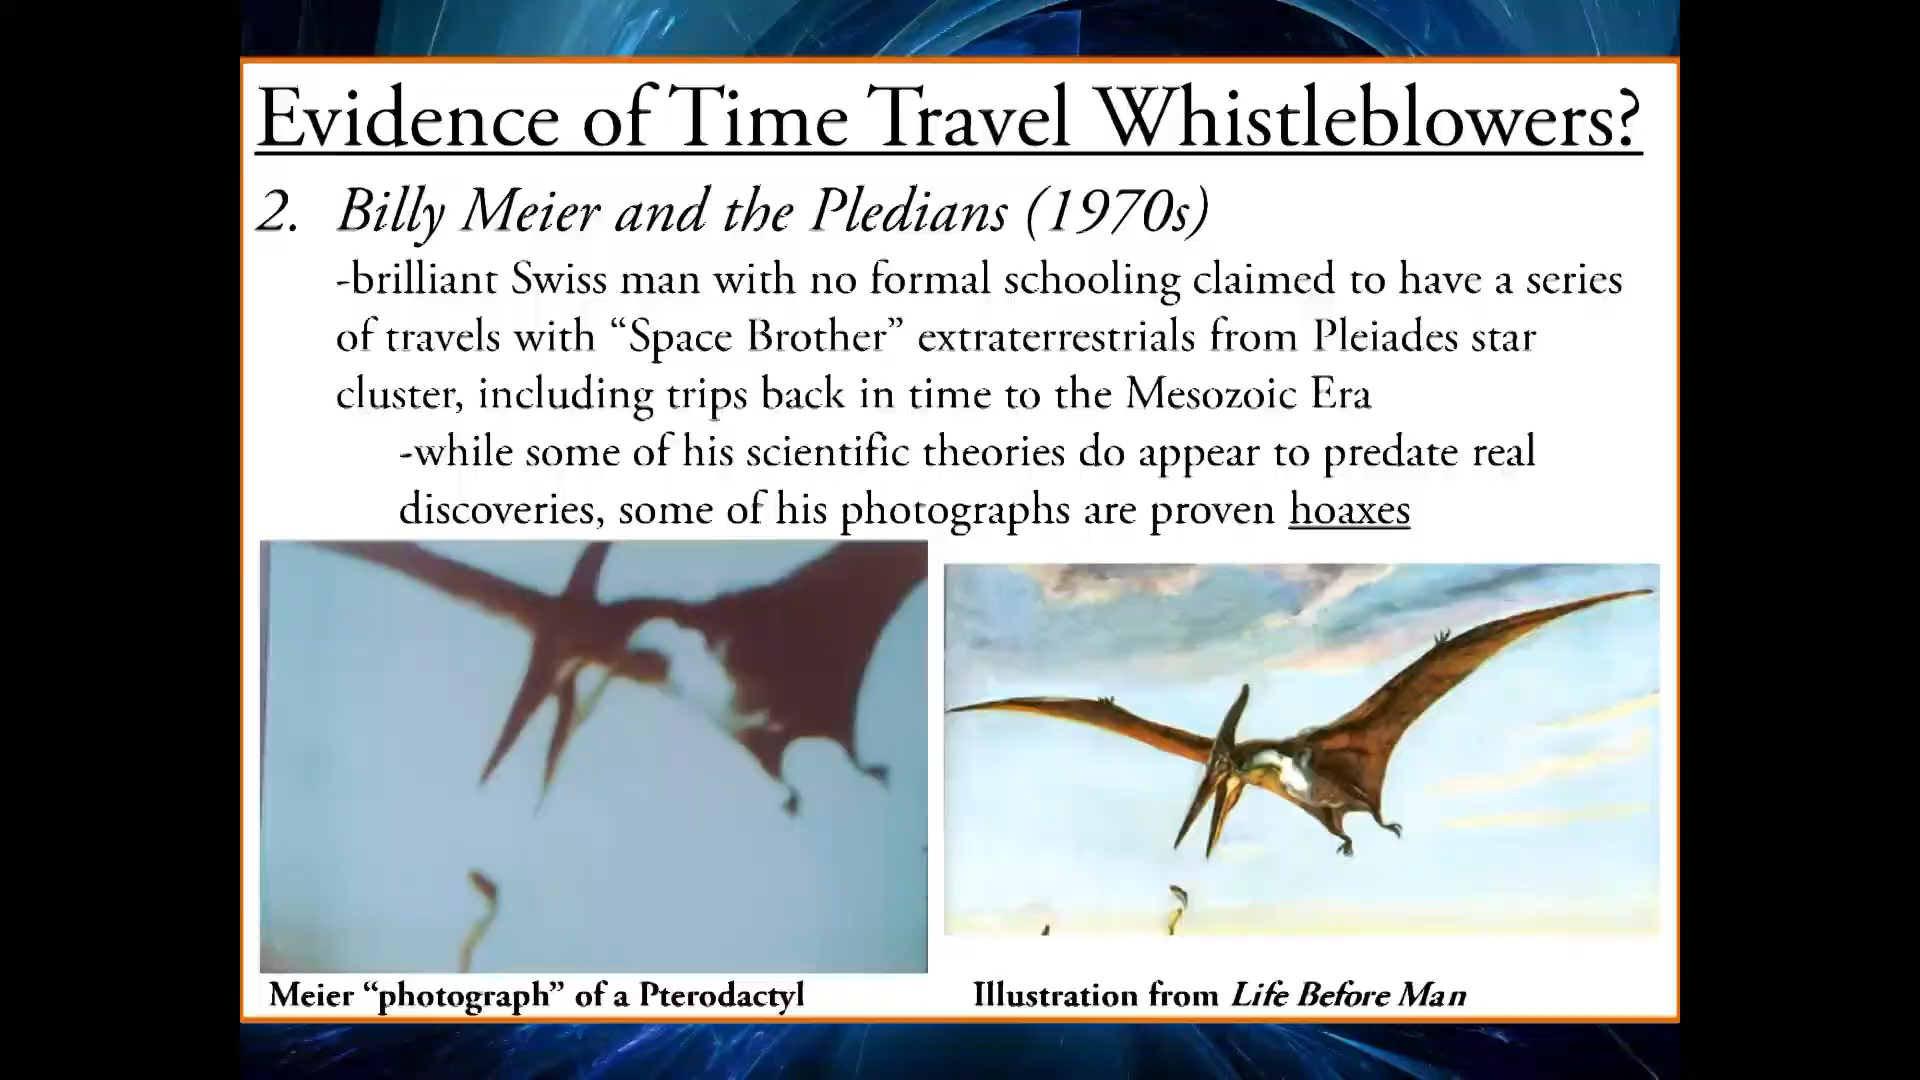 Evidence of Time Travel Whistleblowers?
2. Billy Meier and the Pledians (1970s)
-brilliant Swiss man with no formal schooling claimed to have a series
of travels with “Space Brother” extraterrestrials from Pleiades star
cluster, including trips back in time to the Mesozoic Era
-while some of his scientific theories do appear to predate real
discoveries, some of his photographs are proven hoaxes
Meier “photograph” of a Pterodactyl
Illustration from Life Before Man